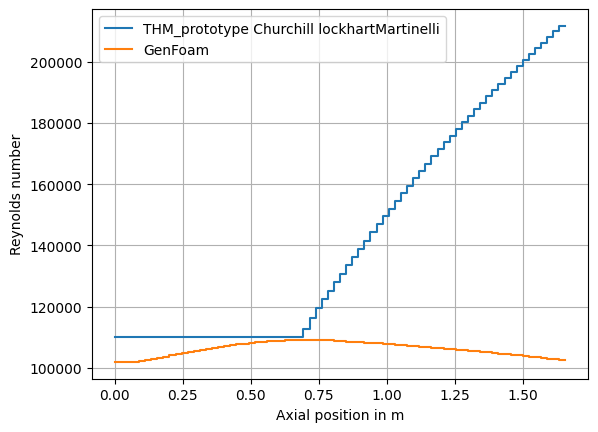 THM_prototype Churchill lockhartMartinelli
GenFoam
200000
180000
160000
140000
120000
100000
Reynolds number
0.00 0.25 0.50 0.75 1.00 1.25 1.50
Axial position in m